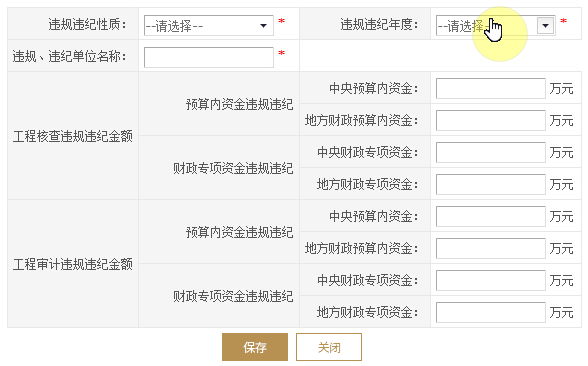 违规违纪性质： --请选择-- * 违规违纪年度： --请选择-- *
违规、违纪单位名称： *
工程核查违规违纪金额
预算内资金违规违纪
中央预算内资金： 万元
地方财政预算内资金： 万元
财政专项资金违规违纪
中央财政专项资金： 万元
地方财政专项资金： 万元
工程审计违规违纪金额
预算内资金违规违纪
中央预算内资金： 万元
地方财政预算内资金： 万元
财政专项资金违规违纪
中央财政专项资金： 万元
地方财政专项资金： 万元
保存 关闭